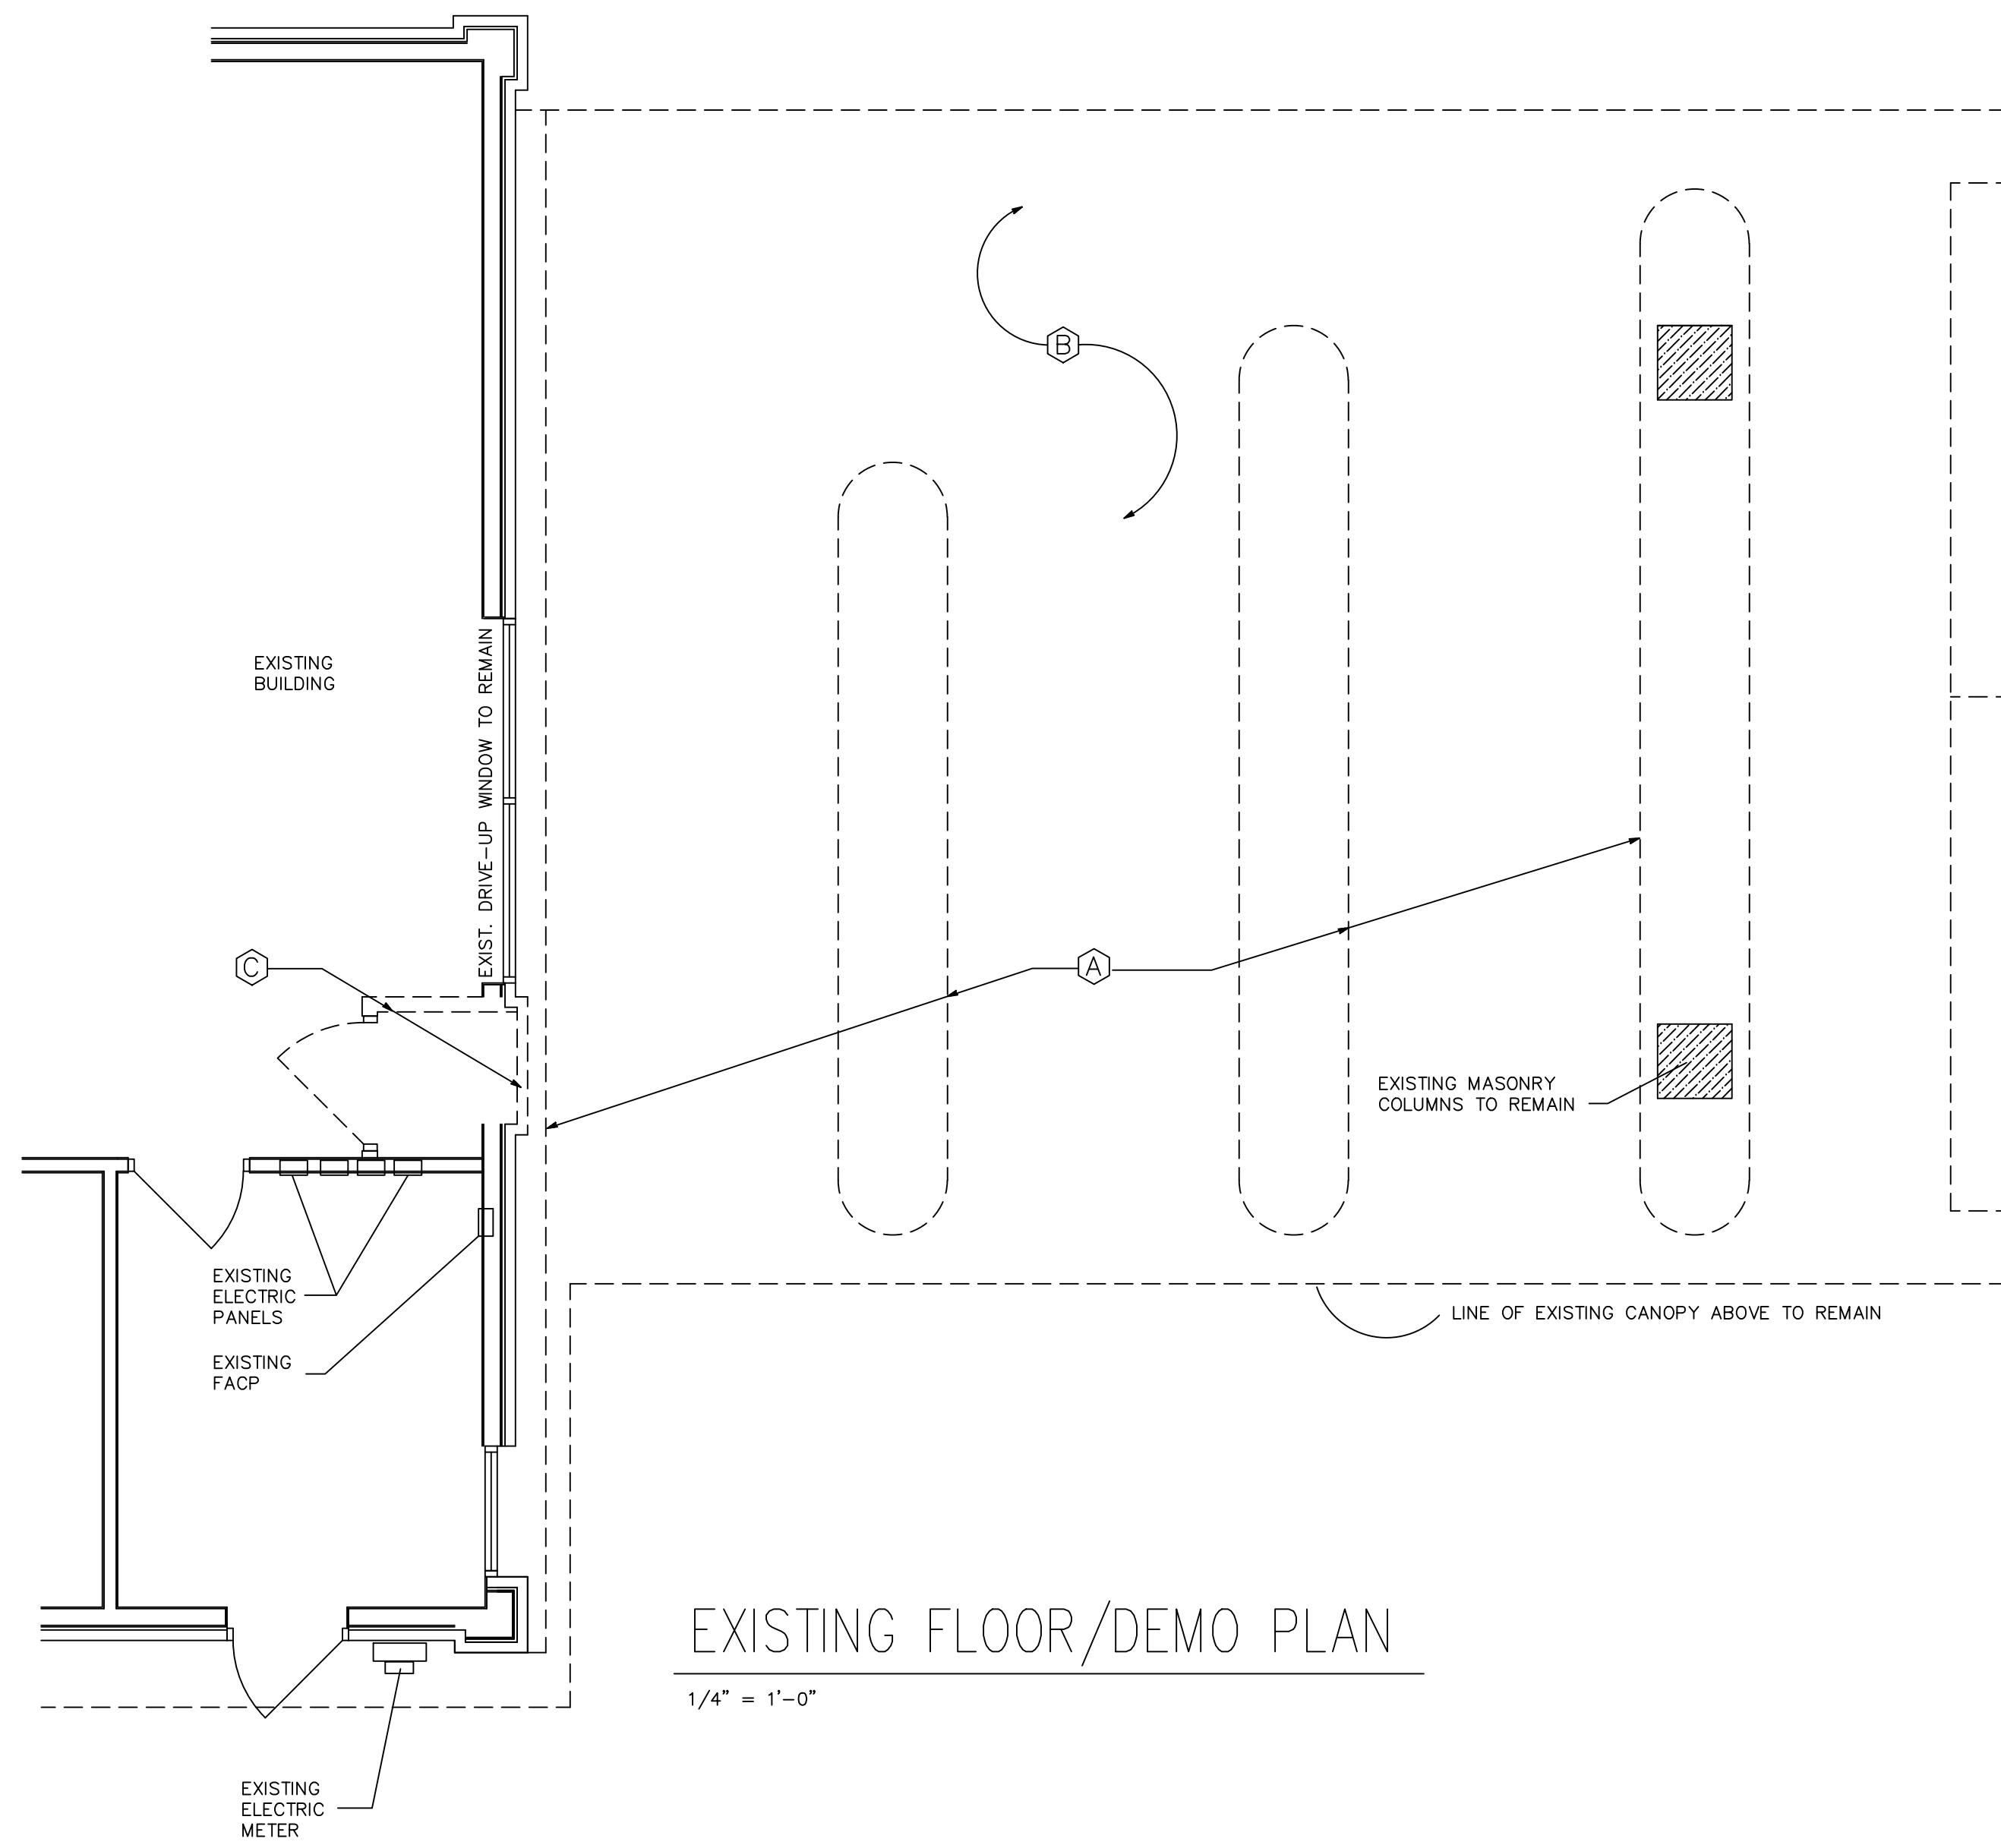 B
EXISTING
BUILDING
EXIST. DRIVE-UP WINDOW TO REMAIN
C
A
EXISTING MASONRY
COLUMNS TO REMAIN
EXISTING
ELECTRIC
PANELS
LINE OF EXISTING CANOPY ABOVE TO REMAIN
EXISTING
FACP
EXISTING FLOOR/DEMO PLAN
1/4" = 1'-0"
EXISTING
ELECTRIC
METER